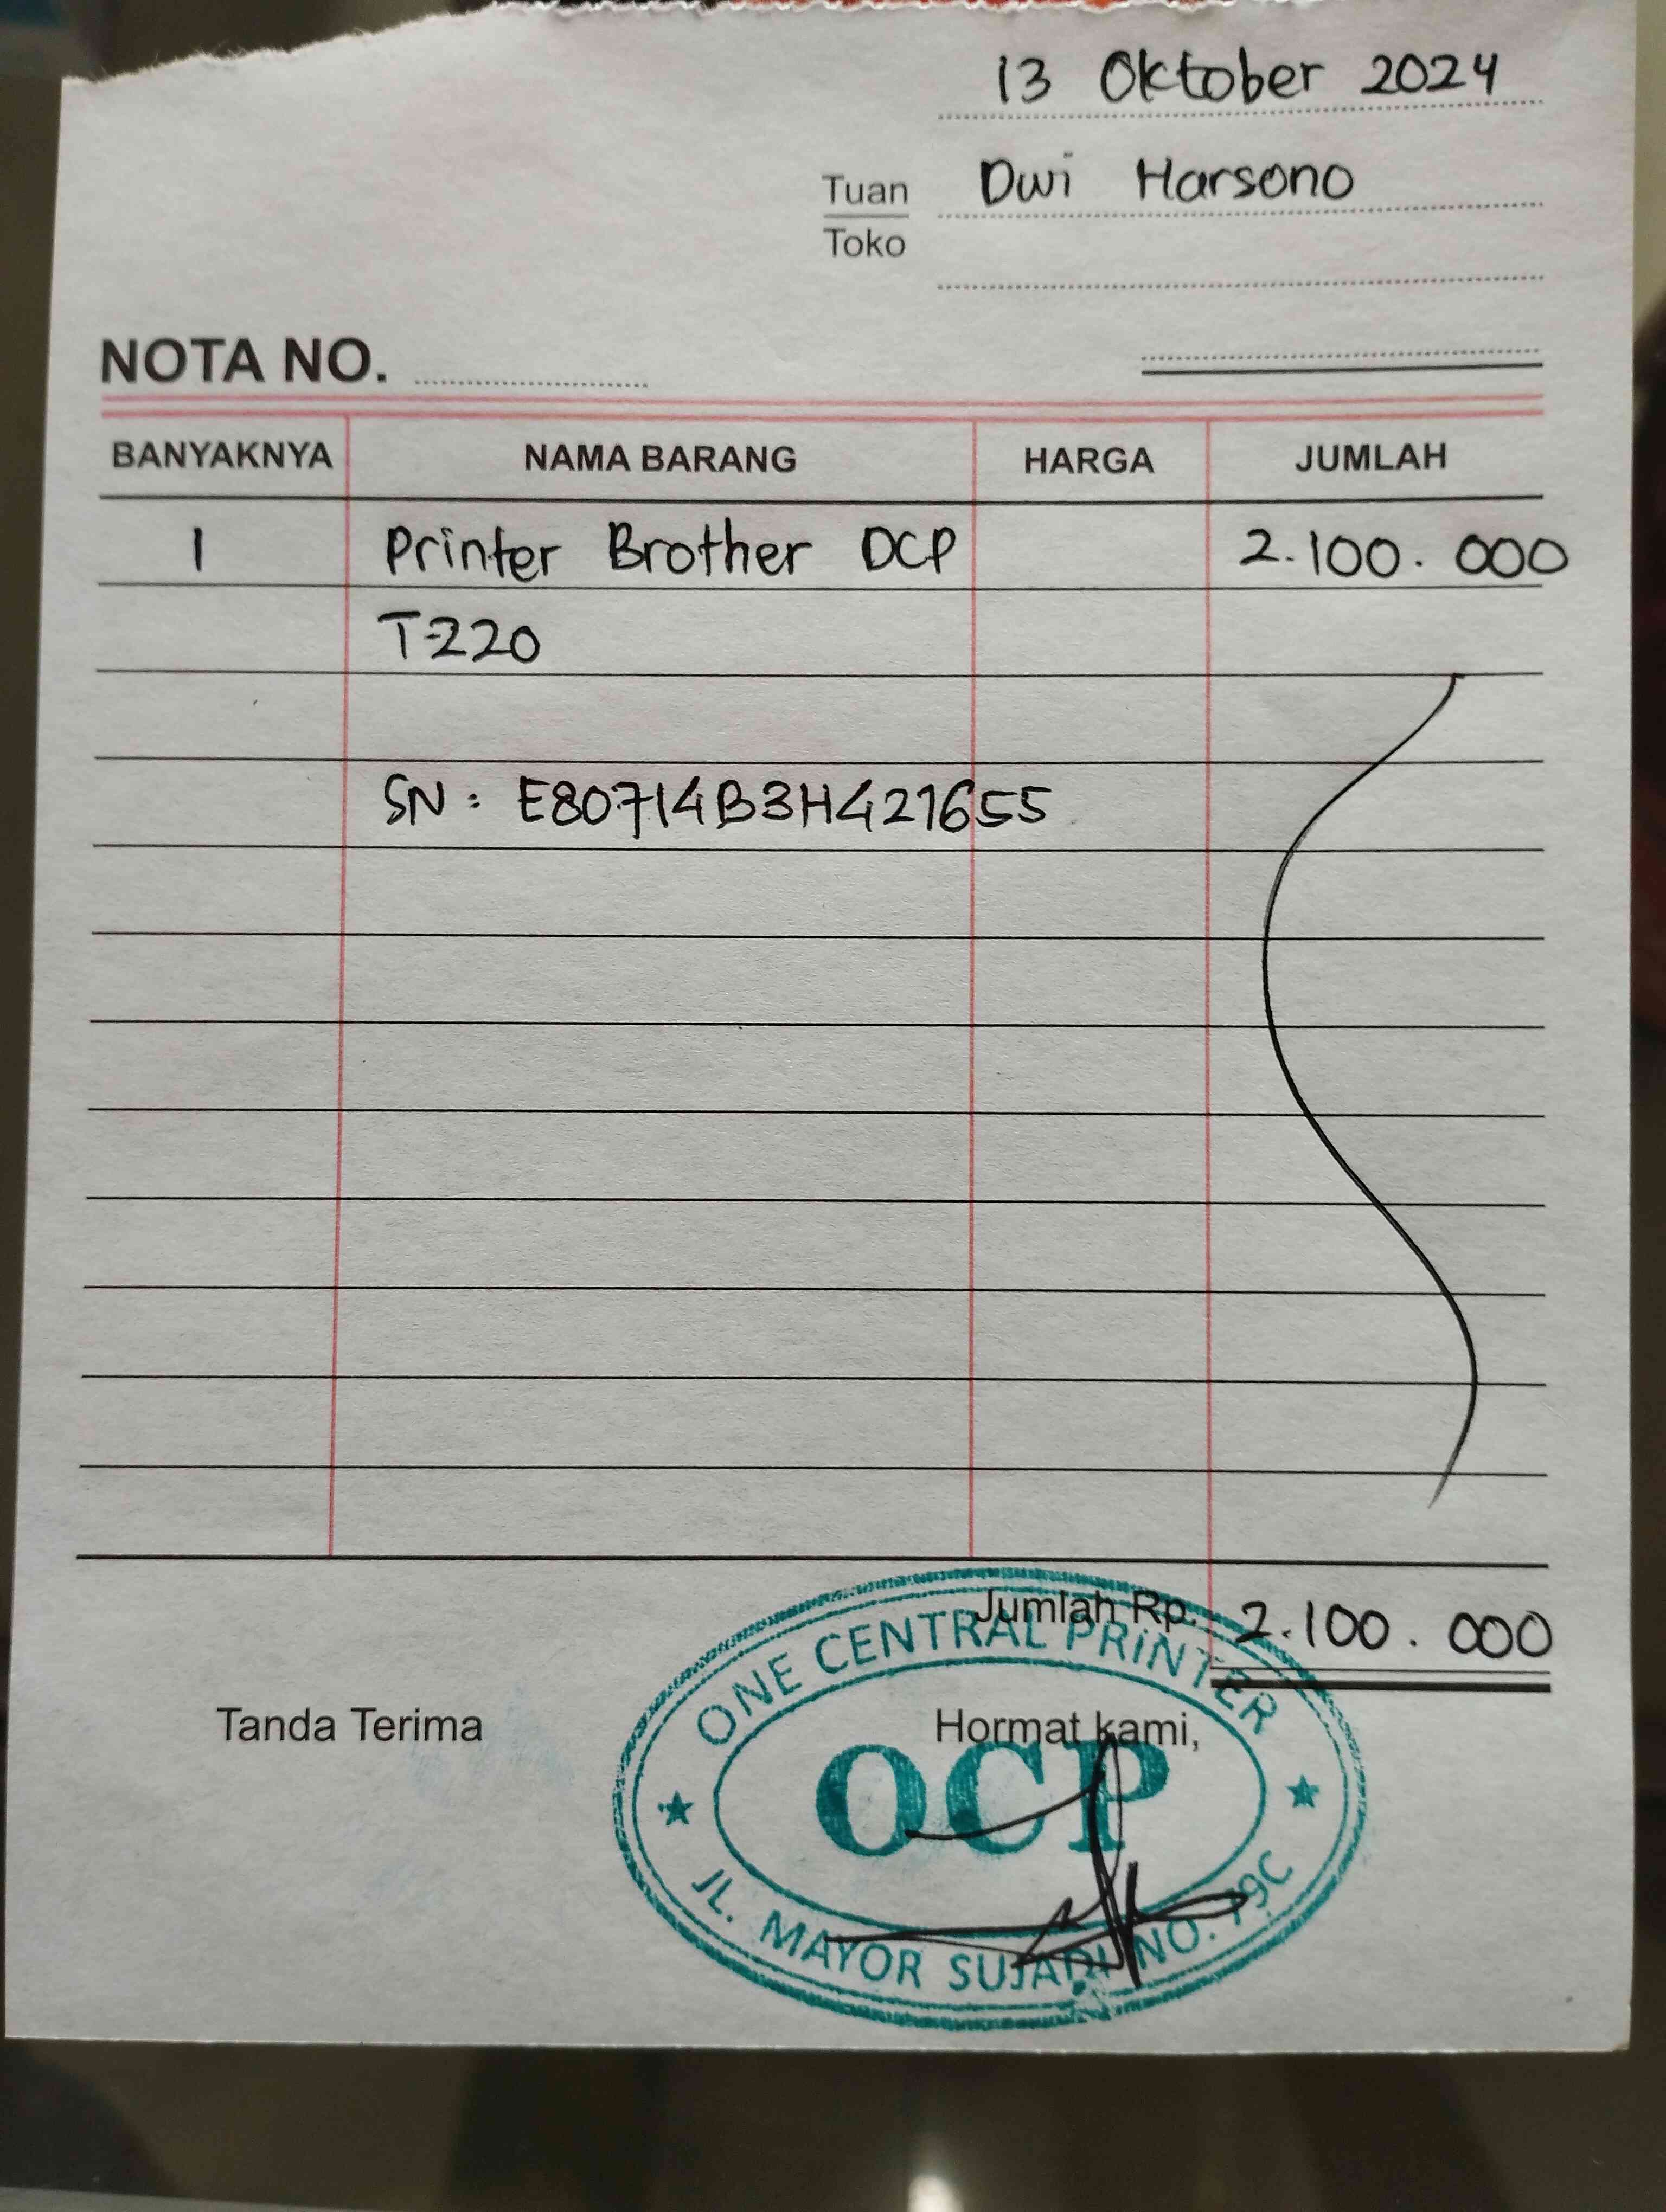 13 Oktober 2024
Tuan Dwi Harsono
Toko
NOTA NO.
BANYAKNYA NAMA BARANG HARGA JUMLAH
1 Printer Brother DCP 2.100.000
T-220
SN : E80714B3H421655
Jumlah Rp. 2.100.000
Tanda Terima Hormat kami,
ONE CENTRAL PRINTER
OCP
JL. MAYOR SUJADI NO. 79C